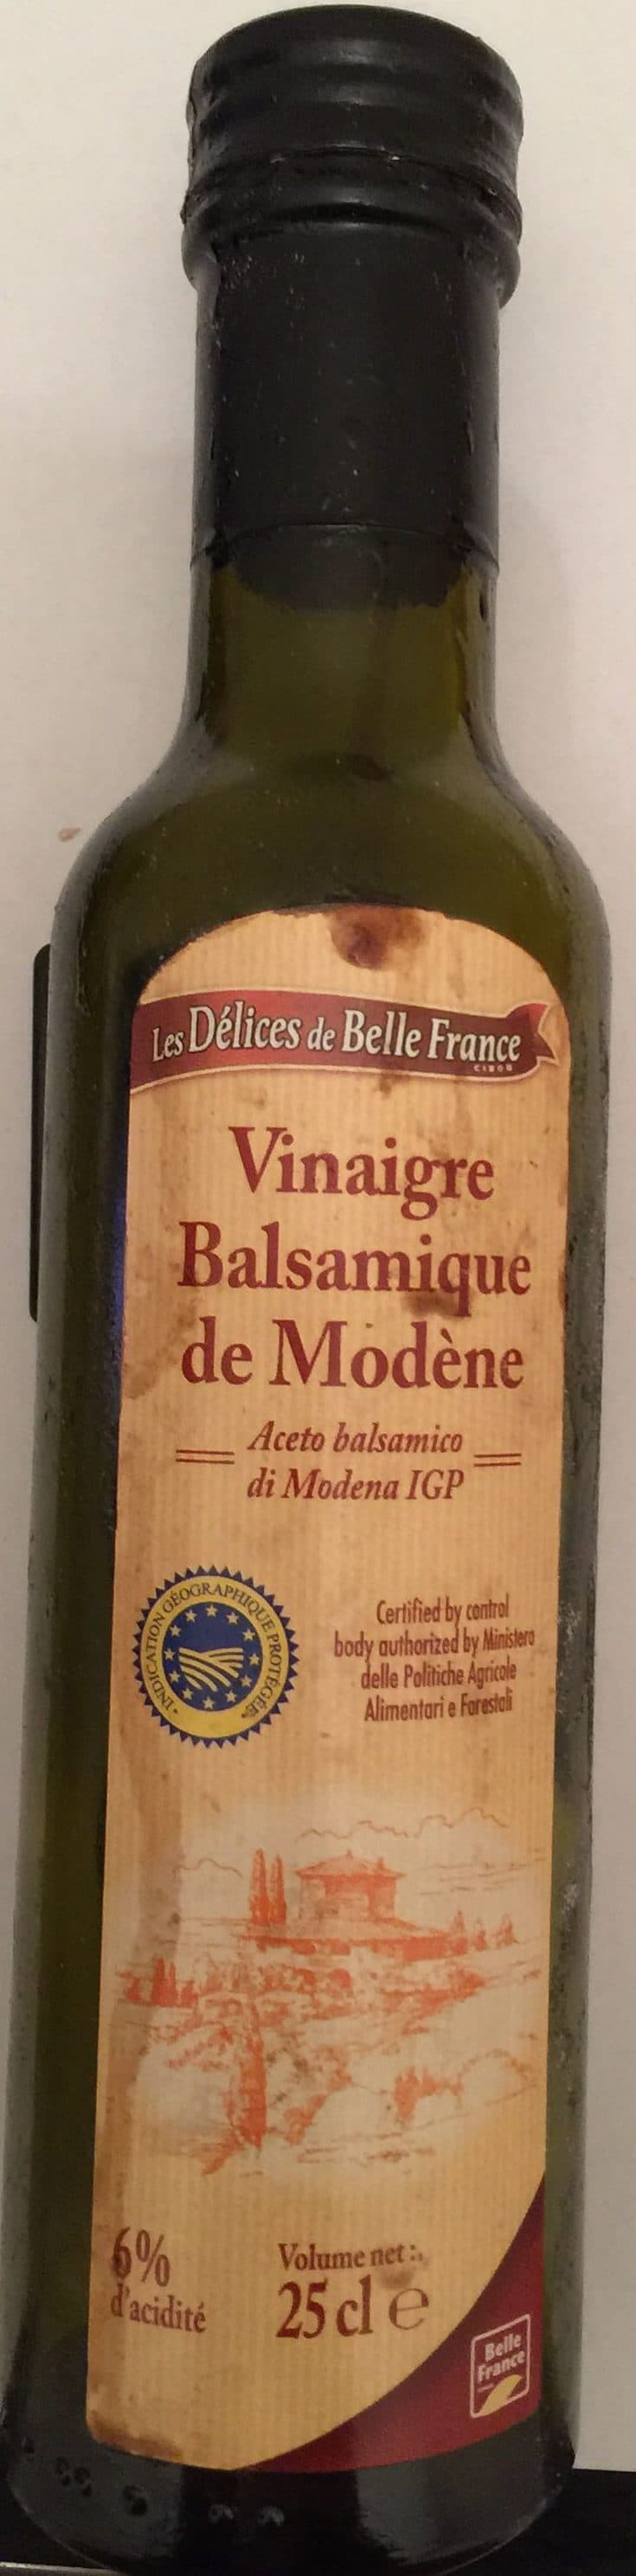 Les Délices de Belle France
Vinaigre
Balsamique
de Modène
Aceto balsamico
di Modena IGP
INDICATION GÉOGRAPHIQUE PROTÉGÉE
Certified by control
body authorized by Ministero
delle Politiche Agricole
Alimentari e Forestali
6%
d'acidité
Volume net :
25 cl e
Belle
France